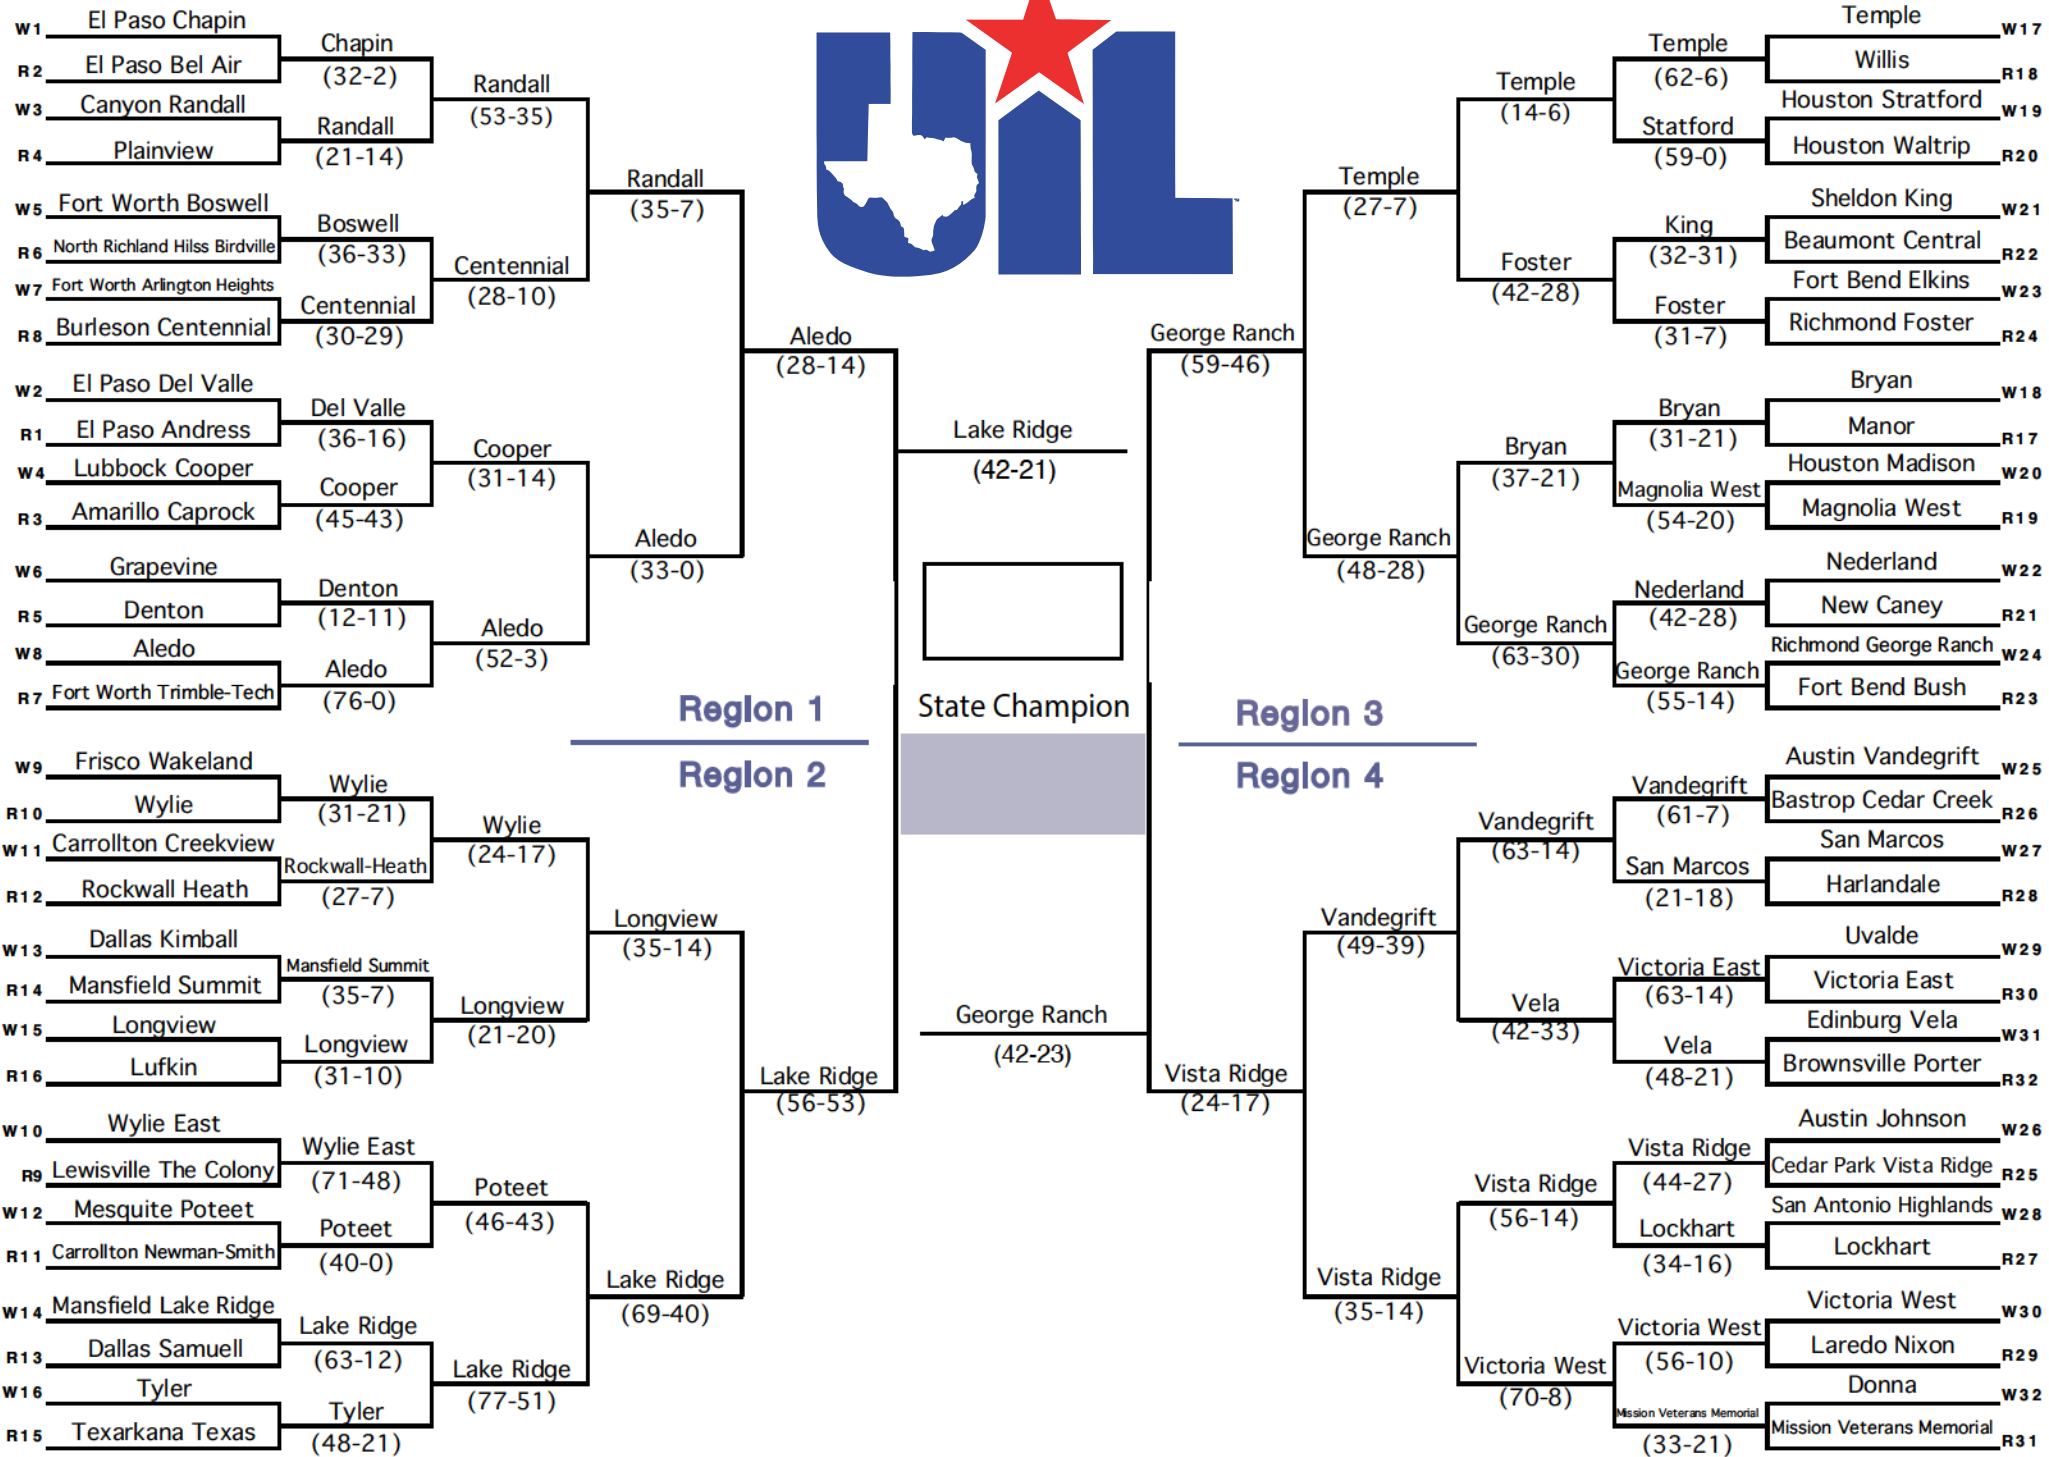 W1 El Paso Chapin
R2 El Paso Bel Air
W3 Canyon Randall
R4 Plainview
W5 Fort Worth Boswell
R6 North Richland Hilss Birdville
W7 Fort Worth Arlington Heights
R8 Burleson Centennial
W2 El Paso Del Valle
R1 El Paso Andress
W4 Lubbock Cooper
R3 Amarillo Caprock
W6 Grapevine
R5 Denton
W8 Aledo
R7 Fort Worth Trimble-Tech
W9 Frisco Wakeland
R10 Wylie
W11 Carrollton Creekview
R12 Rockwall Heath
W13 Dallas Kimball
R14 Mansfield Summit
W15 Longview
R16 Lufkin
W10 Wylie East
R9 Lewisville The Colony
W12 Mesquite Poteet
R11 Carrollton Newman-Smith
W14 Mansfield Lake Ridge
R13 Dallas Samuell
W16 Tyler
R15 Texarkana Texas
Chapin
(32-2)
Randall
(21-14)
Boswell
(36-33)
Centennial
(30-29)
Del Valle
(36-16)
Cooper
(45-43)
Denton
(12-11)
Aledo
(76-0)
Wylie
(31-21)
Rockwall-Heath
(27-7)
Mansfield Summit
(35-7)
Longview
(31-10)
Wylie East
(71-48)
Poteet
(40-0)
Lake Ridge
(63-12)
Tyler
(48-21)
Randall
(53-35)
Centennial
(28-10)
Cooper
(31-14)
Aledo
(52-3)
Wylie
(24-17)
Longview
(21-20)
Poteet
(46-43)
Lake Ridge
(77-51)
Randall
(35-7)
Aledo
(33-0)
Longview
(35-14)
Lake Ridge
(69-40)
Aledo
(28-14)
Lake Ridge
(56-53)
Region 1
Region 2
UIL
Lake Ridge
(42-21)
State Champion
George Ranch
(42-23)
Region 3
Region 4
George Ranch
(59-46)
Vista Ridge
(24-17)
Temple
(27-7)
George Ranch
(48-28)
Vandegrift
(49-39)
Vista Ridge
(35-14)
Temple
(14-6)
Foster
(42-28)
Bryan
(37-21)
George Ranch
(63-30)
Vandegrift
(63-14)
Vela
(42-33)
Vista Ridge
(56-14)
Victoria West
(70-8)
Temple
(62-6)
Statford
(59-0)
King
(32-31)
Foster
(31-7)
Bryan
(31-21)
Magnolia West
(54-20)
Nederland
(42-28)
George Ranch
(55-14)
Vandegrift
(61-7)
San Marcos
(21-18)
Victoria East
(63-14)
Vela
(48-21)
Vista Ridge
(44-27)
Lockhart
(34-16)
Victoria West
(56-10)
Mission Veterans Memorial
(33-21)
Temple W17
Willis R18
Houston Stratford W19
Houston Waltrip R20
Sheldon King W21
Beaumont Central R22
Fort Bend Elkins W23
Richmond Foster R24
Bryan W18
Manor R17
Houston Madison W20
Magnolia West R19
Nederland W22
New Caney R21
Richmond George Ranch W24
Fort Bend Bush R23
Austin Vandegrift W25
Bastrop Cedar Creek R26
San Marcos W27
Harlandale R28
Uvalde W29
Victoria East R30
Edinburg Vela W31
Brownsville Porter R32
Austin Johnson W26
Cedar Park Vista Ridge R25
San Antonio Highlands W28
Lockhart R27
Victoria West W30
Laredo Nixon R29
Donna W32
Mission Veterans Memorial R31